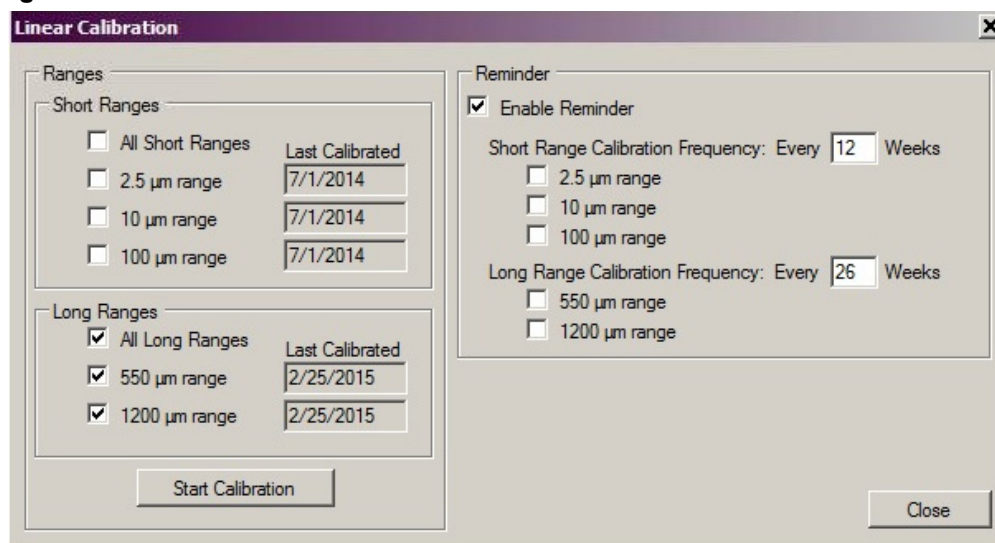 Linear Calibration
Ranges
Short Ranges
All Short Ranges
Last Calibrated
2.5 µm range 7/1/2014
10 µm range 7/1/2014
100 µm range 7/1/2014
Long Ranges
All Long Ranges
Last Calibrated
550 µm range 2/25/2015
1200 µm range 2/25/2015
Start Calibration
Reminder
Enable Reminder
Short Range Calibration Frequency: Every 12 Weeks
2.5 µm range
10 µm range
100 µm range
Long Range Calibration Frequency: Every 26 Weeks
550 µm range
1200 µm range
Close